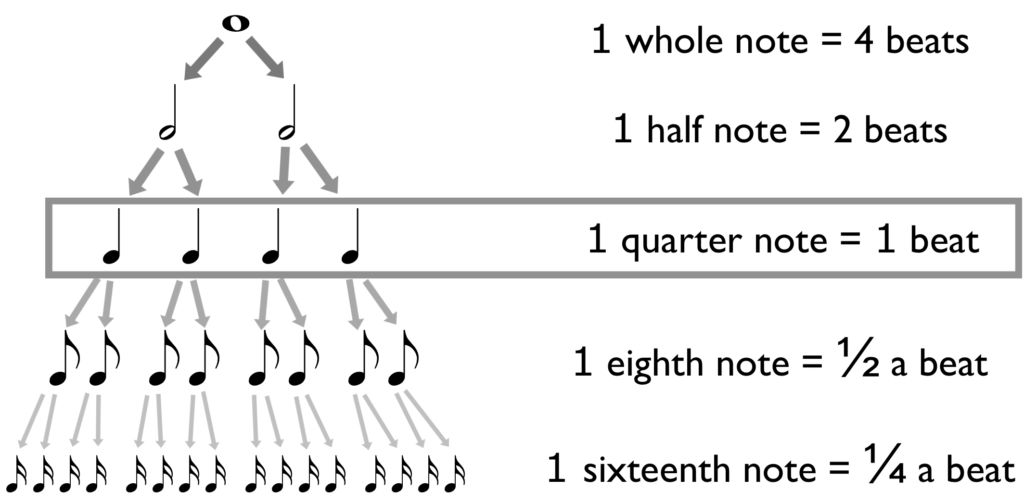 1 whole note = 4 beats
1 half note = 2 beats
1 quarter note = 1 beat
1 eighth note = ½ a beat
1 sixteenth note = ¼ a beat